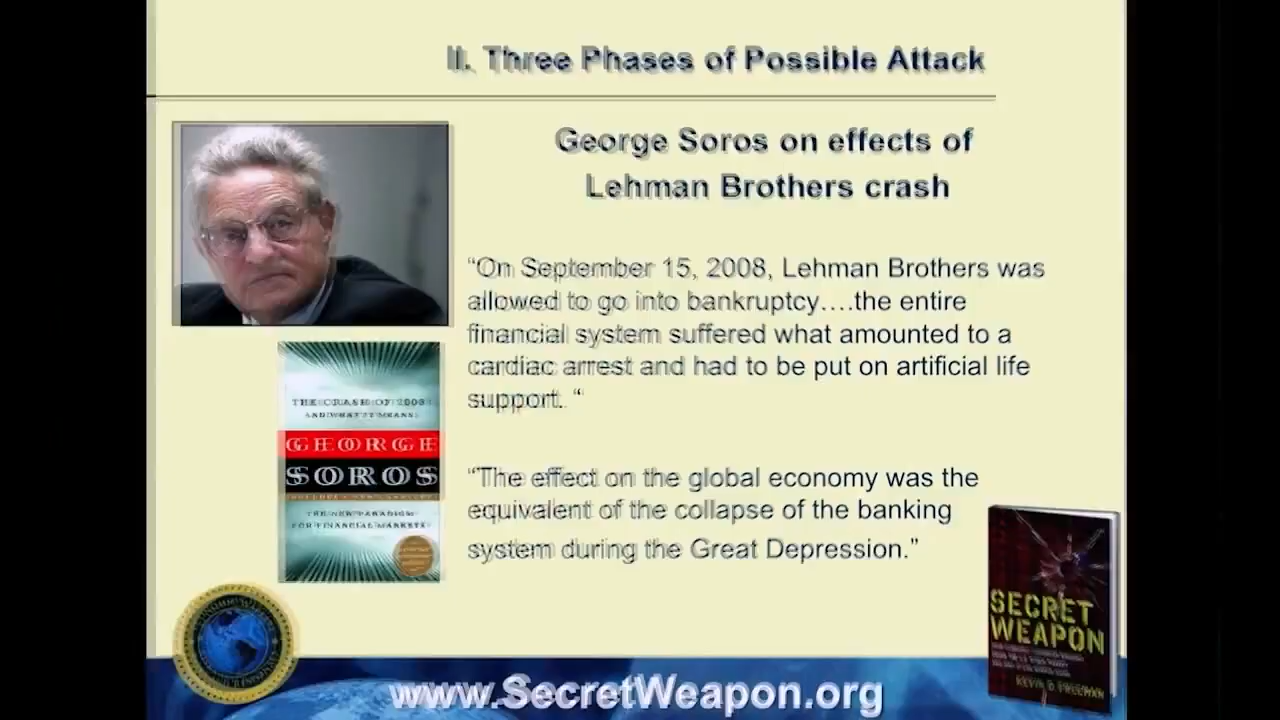 II. Three Phases of Possible Attack
George Soros on effects of
Lehman Brothers crash
“On September 15, 2008, Lehman Brothers was
allowed to go into bankruptcy….the entire
financial system suffered what amounted to a
cardiac arrest and had to be put on artificial life
support. “
“The effect on the global economy was the
equivalent of the collapse of the banking
system during the Great Depression.”
THE CRASH OF 2008
AND WHAT IT MEANS
GEORGE
SOROS
THE NEW PARADIGM
FOR FINANCIAL MARKETS
SECRET
WEAPON
KEVIN D. FREEMAN
www.SecretWeapon.org